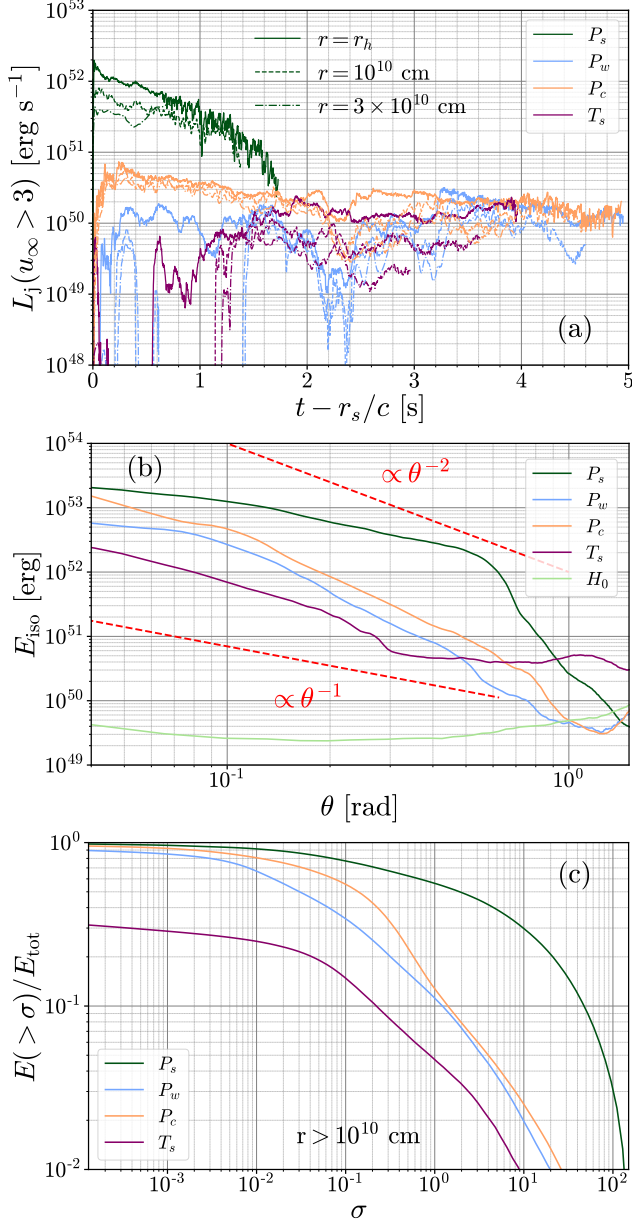 10^53
10^52
10^51
10^50
10^49
10^48
L_j(u_∞ > 3) [erg s^−1]
r = r_h
r = 10^10 cm
r = 3 × 10^10 cm
P_s
P_w
P_c
T_s
(a)
0 1 2 3 4 5
t − r_s/c [s]
10^54
10^53
10^52
10^51
10^50
10^49
E_iso [erg]
(b)
∝ θ^−2
∝ θ^−1
P_s
P_w
P_c
T_s
H_0
10^−1 10^0
θ [rad]
10^0
10^−1
10^−2
E(> σ)/E_tot
(c)
P_s
P_w
P_c
T_s
r > 10^10 cm
10^−3 10^−2 10^−1 10^0 10^1 10^2
σ